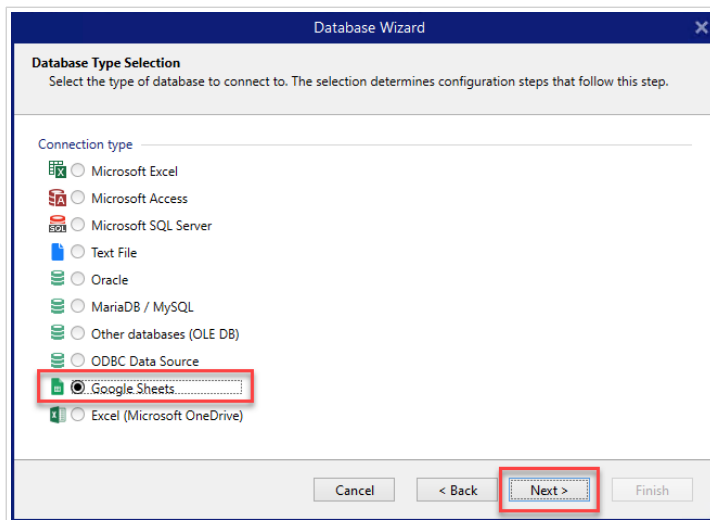 Database Wizard
Database Type Selection
Select the type of database to connect to. The selection determines configuration steps that follow this step.
Connection type
Microsoft Excel
Microsoft Access
SQL Microsoft SQL Server
Text File
Oracle
MariaDB / MySQL
Other databases (OLE DB)
ODBC Data Source
Google Sheets
Excel (Microsoft OneDrive)
Cancel < Back Next > Finish